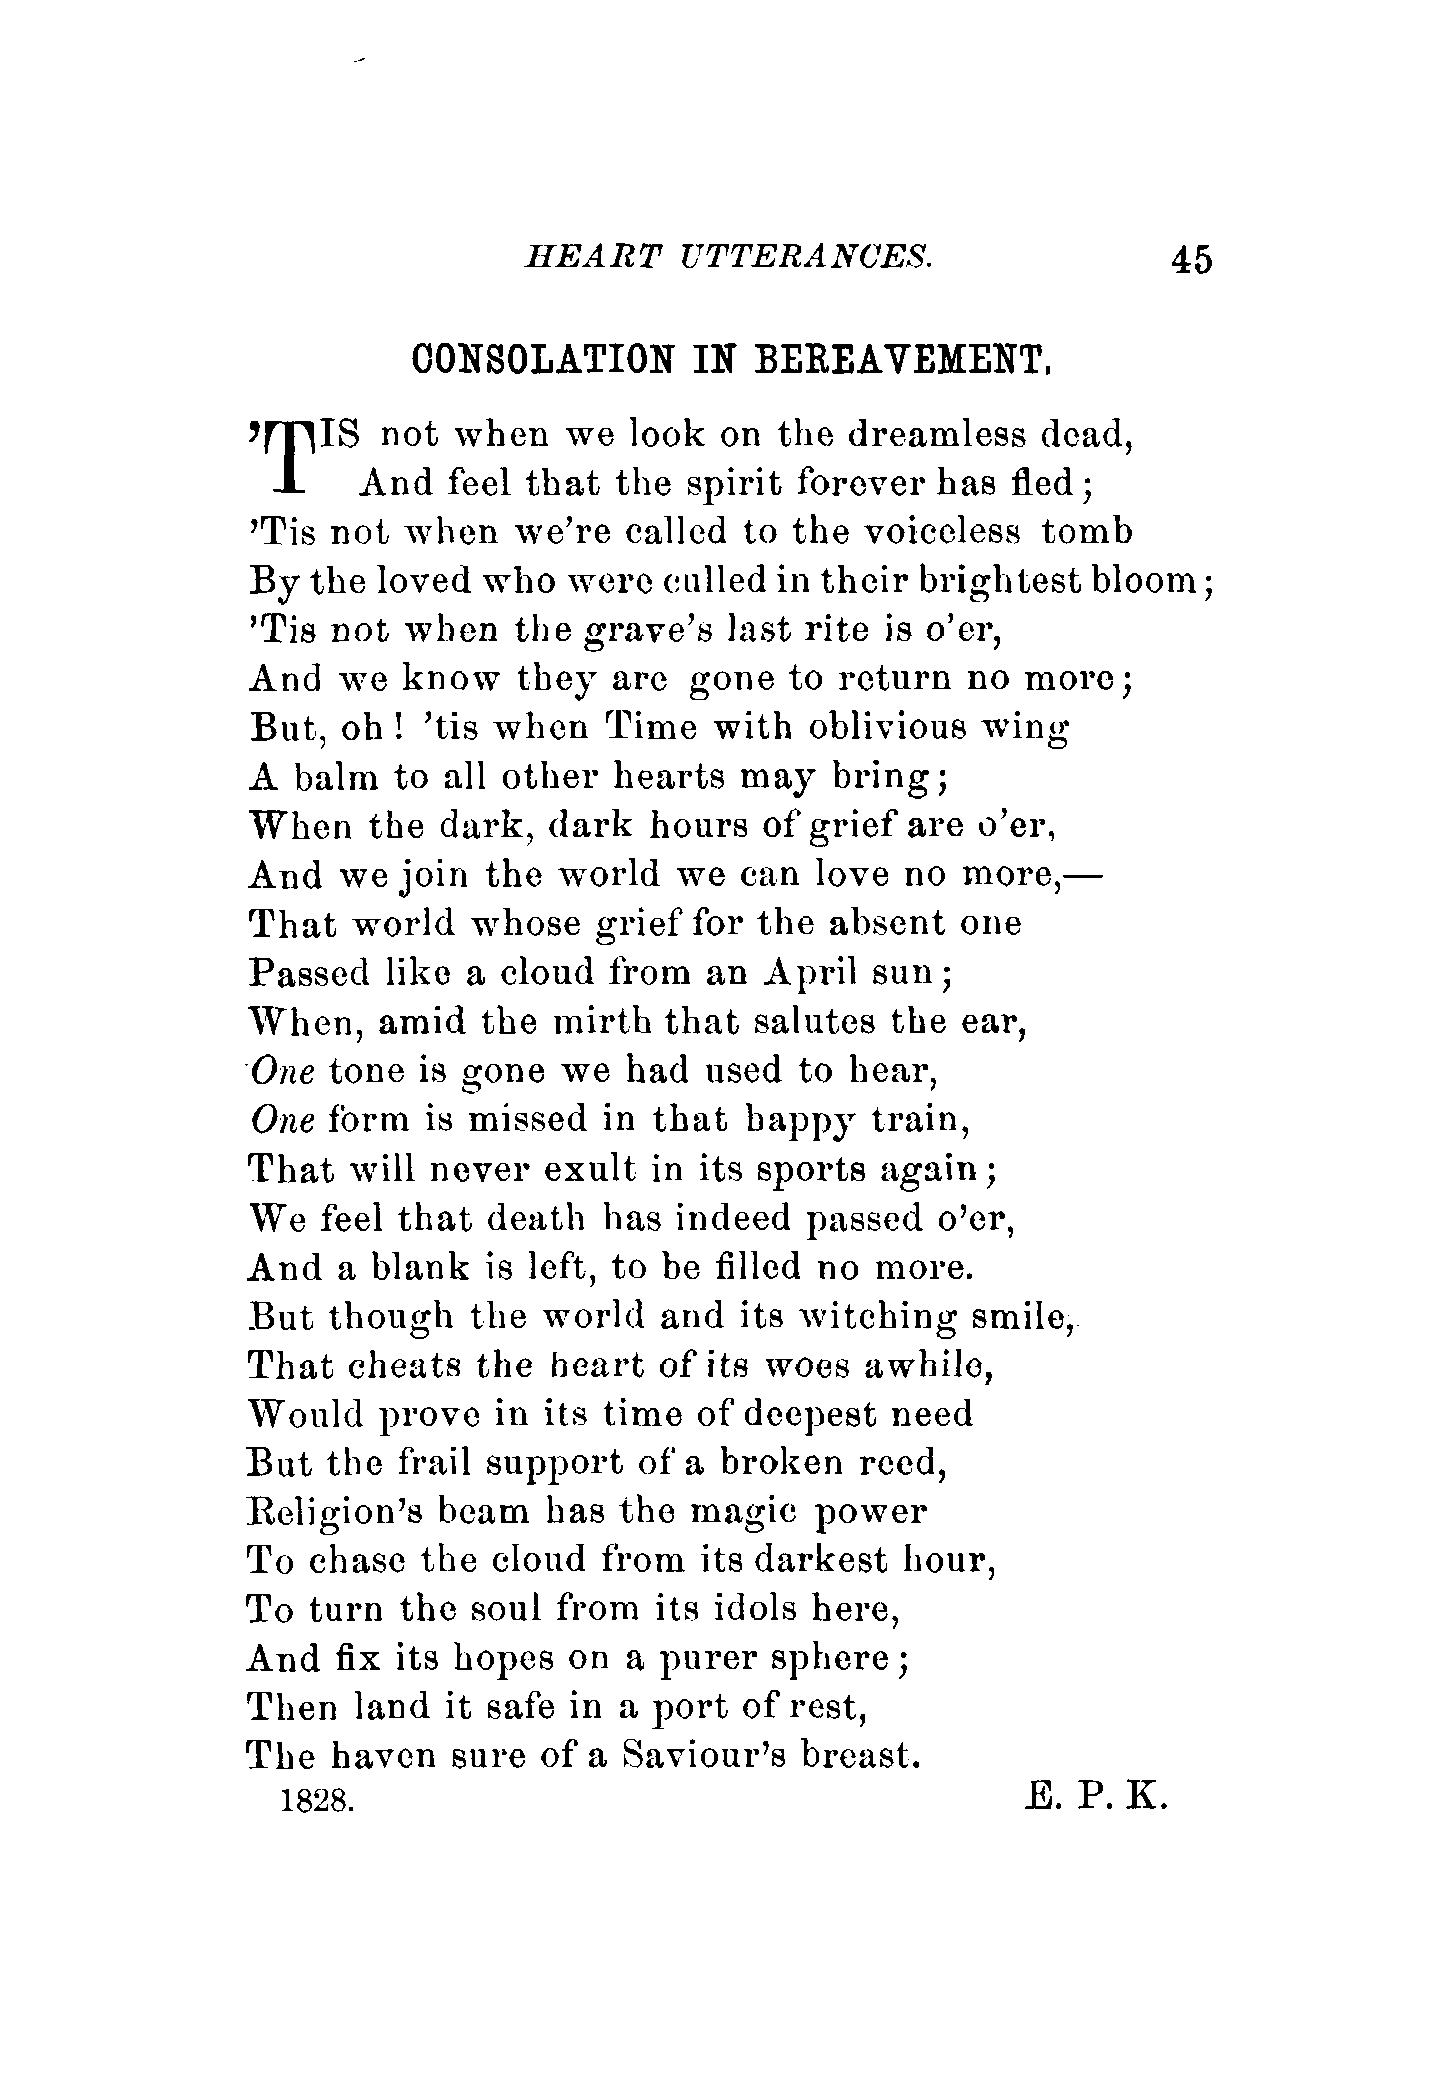 HEART UTTERANCES. 45
CONSOLATION IN BEREAVEMENT.
’TIS not when we look on the dreamless dead,
And feel that the spirit forever has fled;
’Tis not when we’re called to the voiceless tomb
By the loved who were culled in their brightest bloom;
’Tis not when the grave’s last rite is o’er,
And we know they are gone to return no more;
But, oh! ’tis when Time with oblivious wing
A balm to all other hearts may bring;
When the dark, dark hours of grief are o’er,
And we join the world we can love no more,—
That world whose grief for the absent one
Passed like a cloud from an April sun;
When, amid the mirth that salutes the ear,
One tone is gone we had used to hear,
One form is missed in that happy train,
That will never exult in its sports again;
We feel that death has indeed passed o’er,
And a blank is left, to be filled no more.
But though the world and its witching smile,
That cheats the heart of its woes awhile,
Would prove in its time of deepest need
But the frail support of a broken reed,
Religion’s beam has the magic power
To chase the cloud from its darkest hour,
To turn the soul from its idols here,
And fix its hopes on a purer sphere;
Then land it safe in a port of rest,
The haven sure of a Saviour’s breast.
1828. E. P. K.